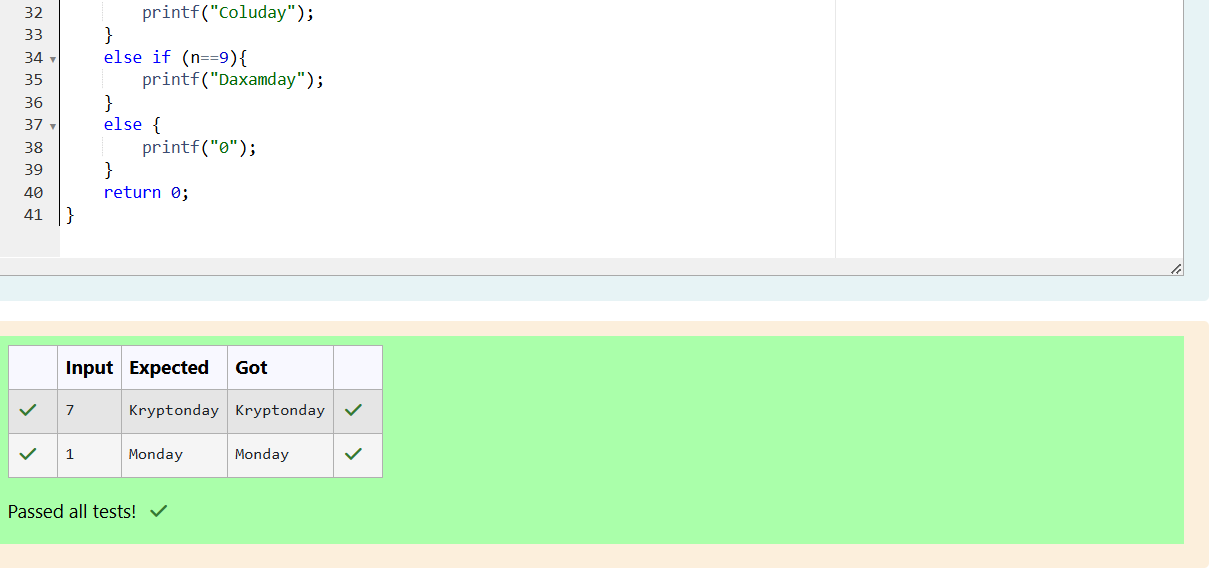 32 printf("Coluday");
33 }
34 else if (n==9){
35 printf("Daxamday");
36 }
37 else {
38 printf("0");
39 }
40 return 0;
41 }
Input Expected Got
7 Kryptonday Kryptonday
1 Monday Monday
Passed all tests!